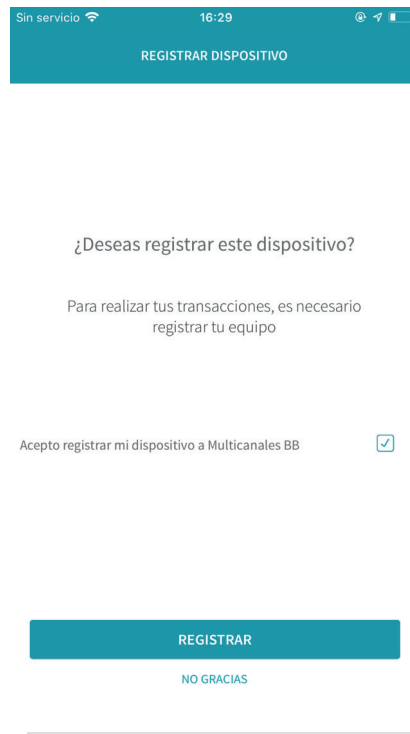 Sin servicio 16:29
REGISTRAR DISPOSITIVO
¿Deseas registrar este dispositivo?
Para realizar tus transacciones, es necesario
registrar tu equipo
Acepto registrar mi dispositivo a Multicanales BB
REGISTRAR
NO GRACIAS